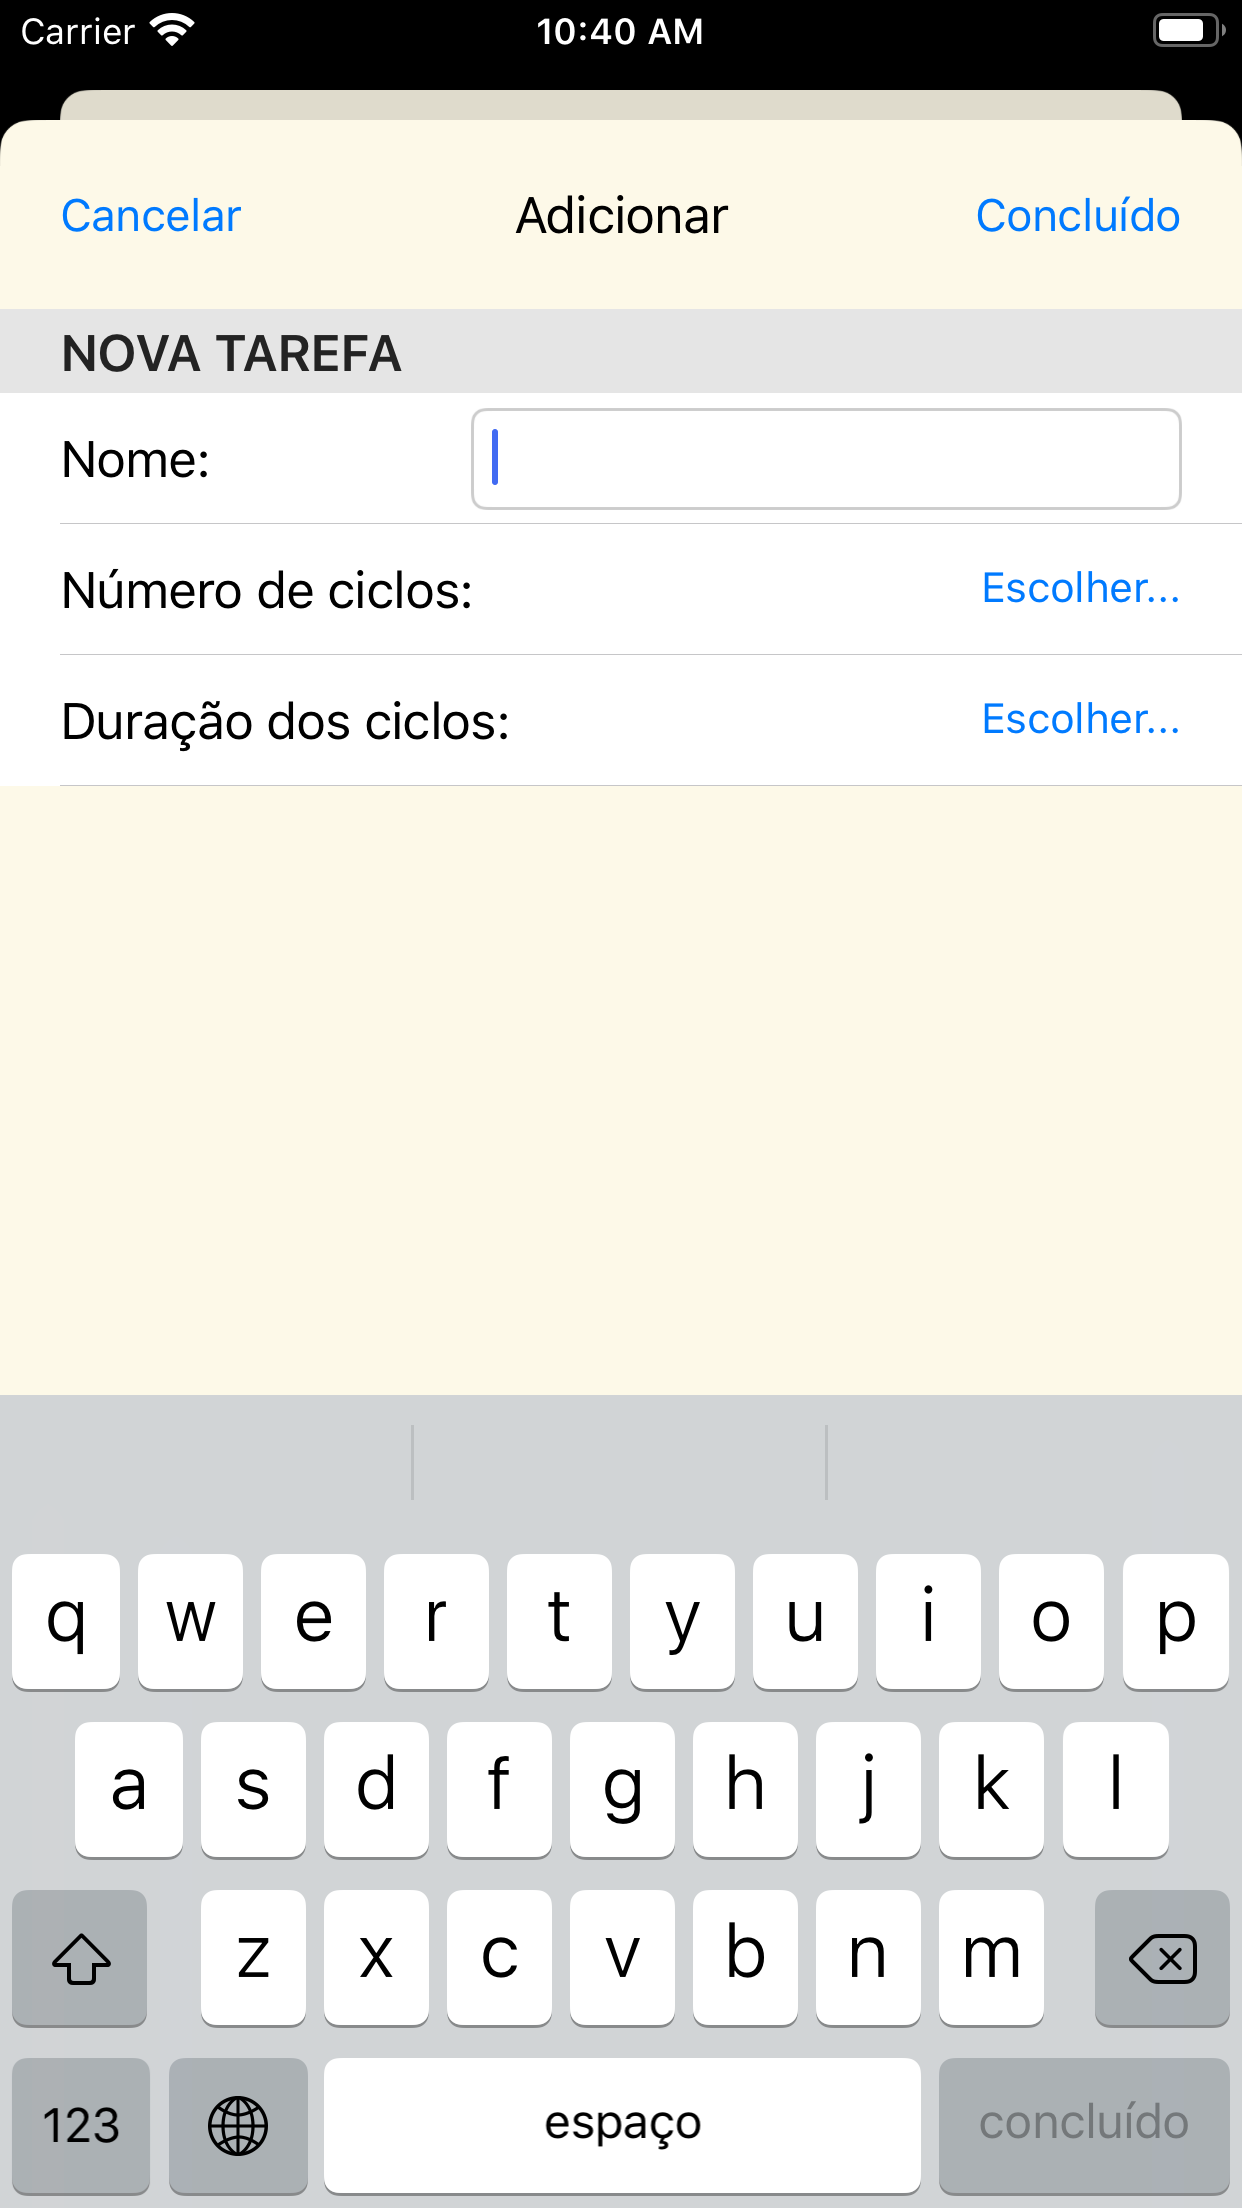 Carrier 10:40 AM
Cancelar Adicionar Concluído
NOVA TAREFA
Nome:
Número de ciclos: Escolher...
Duração dos ciclos: Escolher...
q w e r t y u i o p
a s d f g h j k l
z x c v b n m
123 espaço concluído